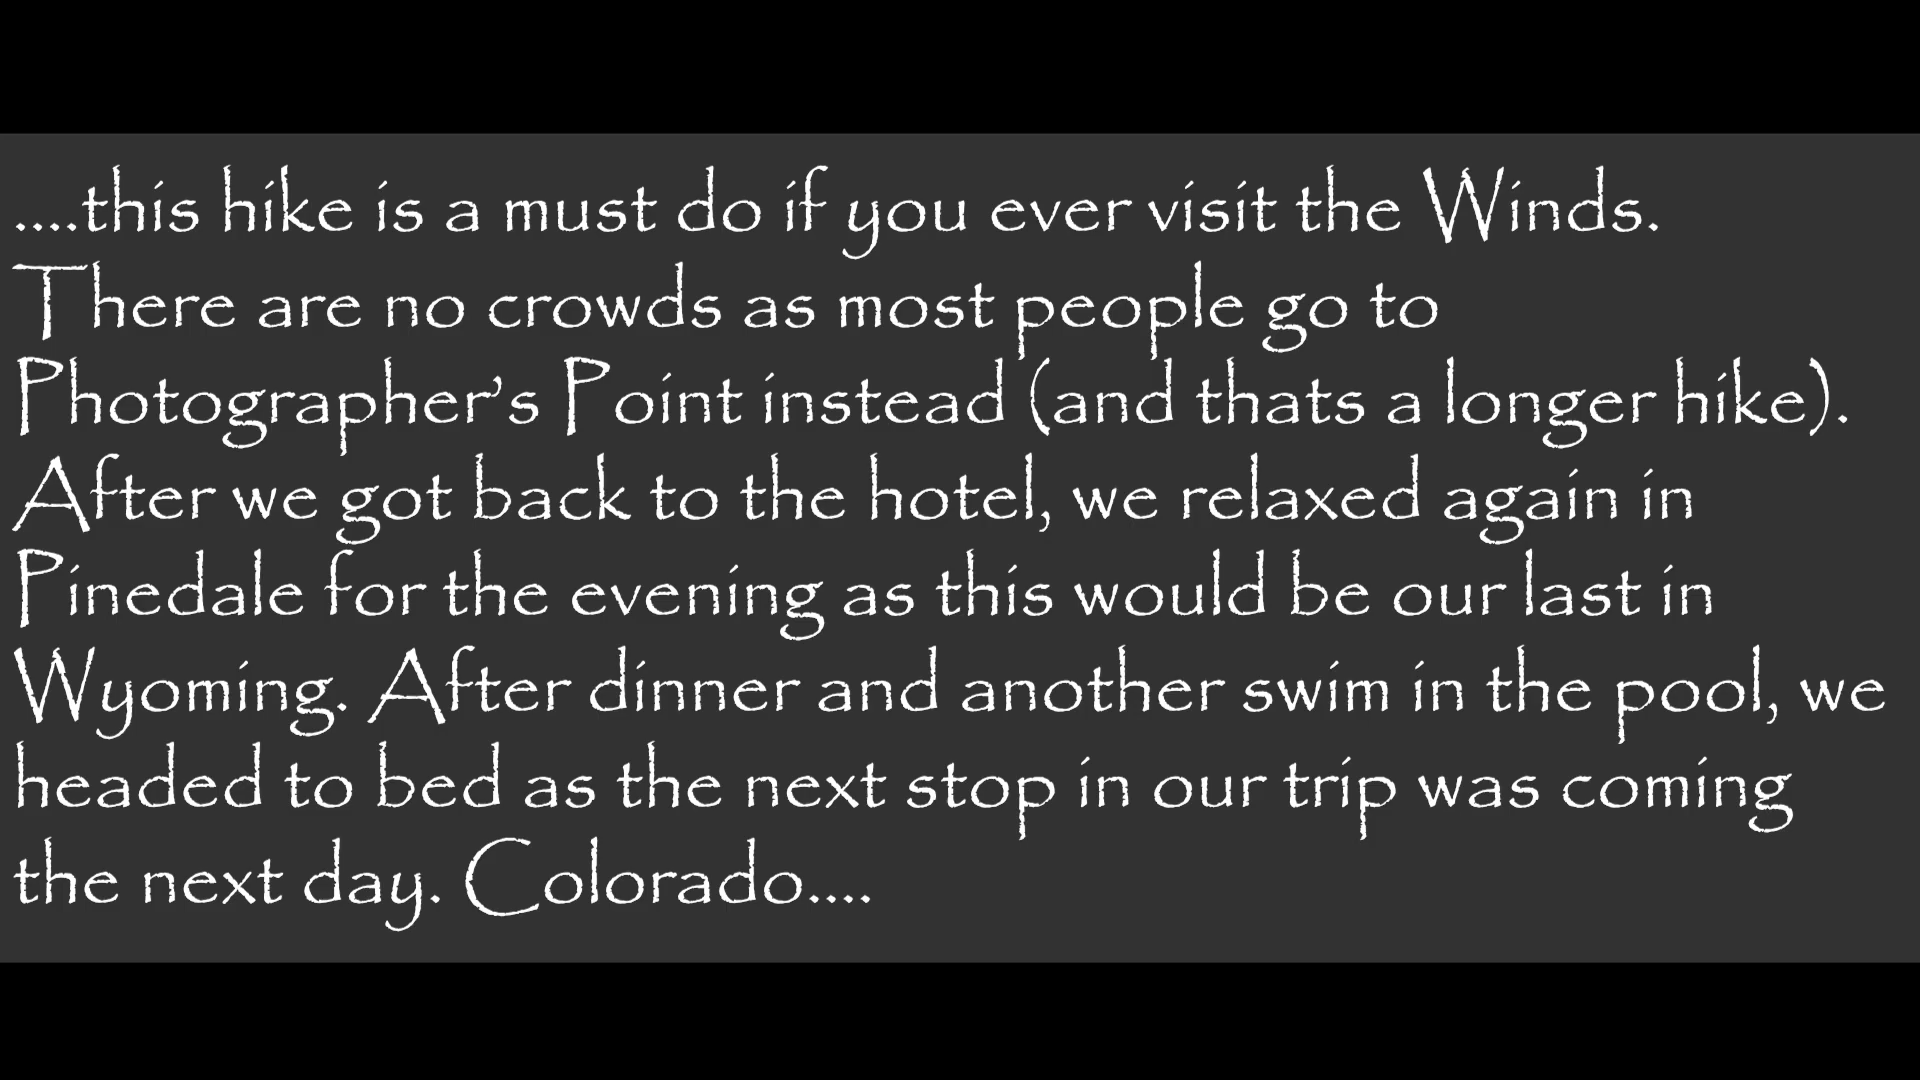 ....this hike is a must do if you ever visit the Winds.
There are no crowds as most people go to
Photographer's Point instead (and thats a longer hike).
After we got back to the hotel, we relaxed again in
Pinedale for the evening as this would be our last in
Wyoming. After dinner and another swim in the pool, we
headed to bed as the next stop in our trip was coming
the next day. Colorado....